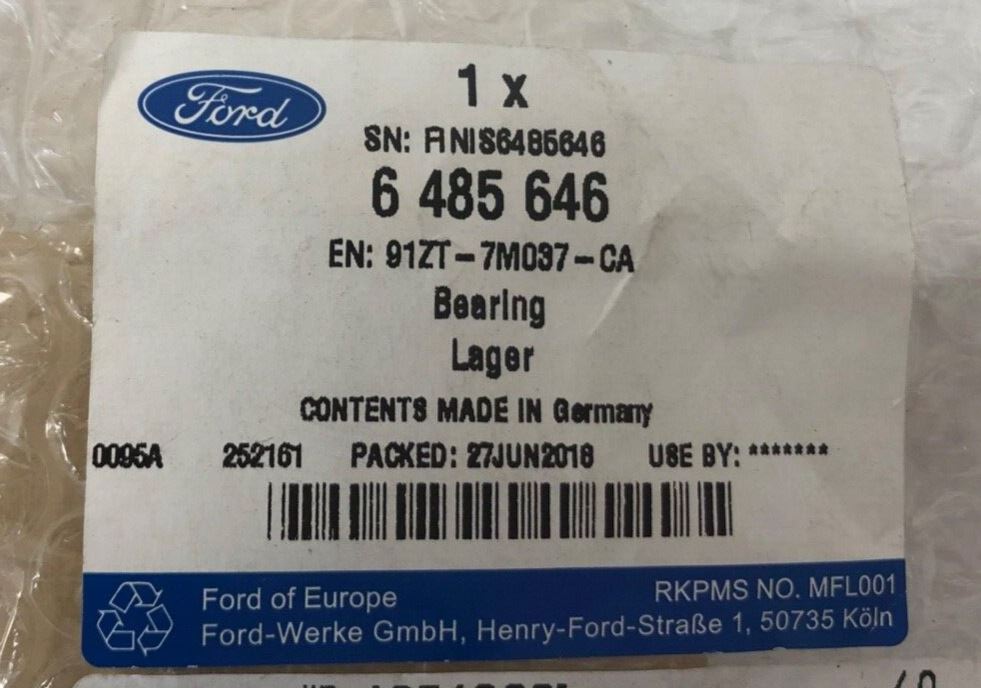 Ford
1 x
SN: FINIS6485646
6 485 646
EN: 91ZT-7M037-CA
Bearing
Lager
CONTENTS MADE IN Germany
0095A 252161 PACKED: 27JUN2018 USE BY: *******
Ford of Europe RKPMS NO. MFL001
Ford-Werke GmbH, Henry-Ford-Straße 1, 50735 Köln